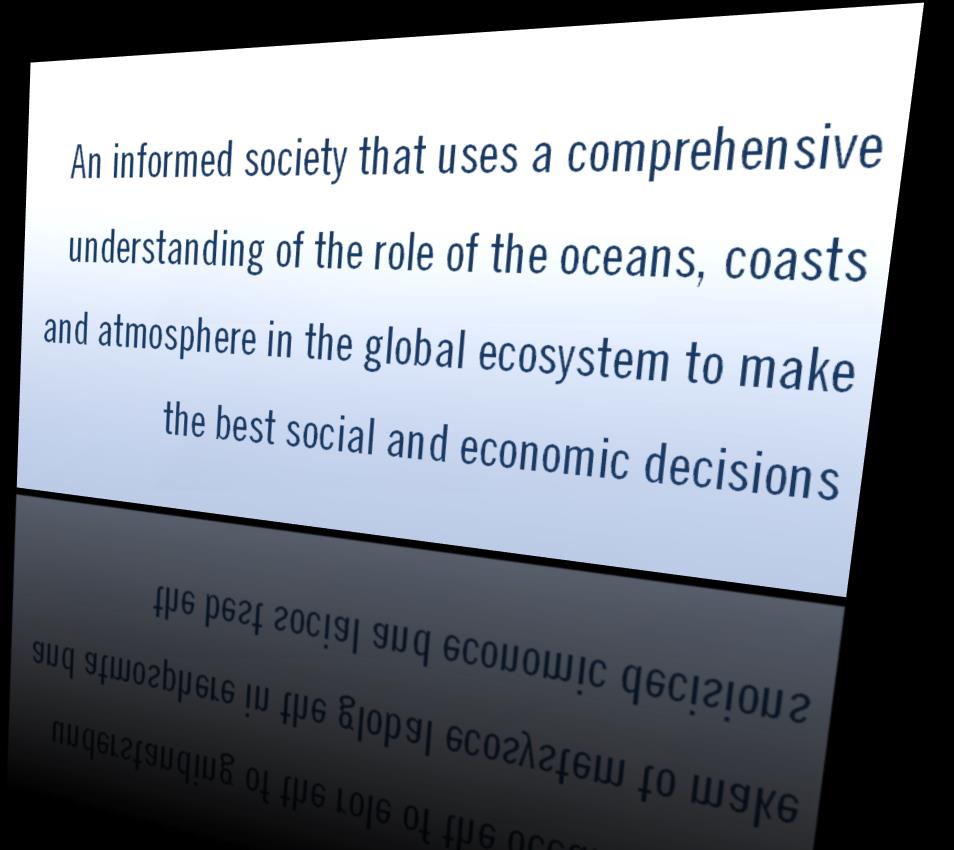 An informed society that uses a comprehensive
understanding of the role of the oceans, coasts
and atmosphere in the global ecosystem to make
the best social and economic decisions